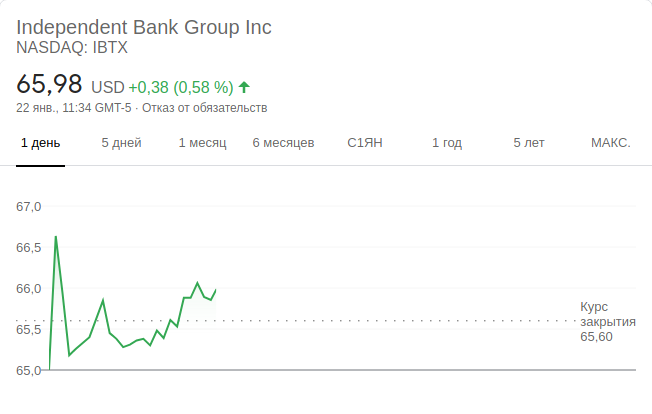 Independent Bank Group Inc
NASDAQ: IBTX
65,98 USD +0,38 (0,58 %)
22 янв., 11:34 GMT-5 · Отказ от обязательств
1 день 5 дней 1 месяц 6 месяцев С1ЯН 1 год 5 лет МАКС.
67,0
66,5
66,0
65,5
65,0
Курс
закрытия
65,60